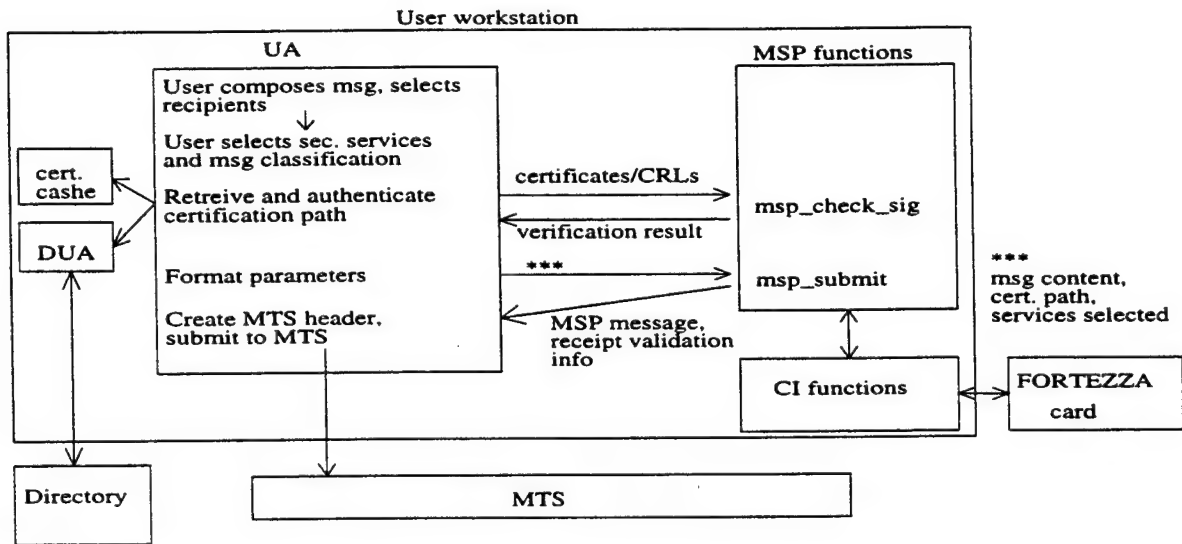 User workstation
UA
MSP functions
User composes msg, selects
recipients
User selects sec. services
and msg classification
cert.
cashe
Retreive and authenticate
certification path
certificates/CRLs
msp_check_sig
verification result
DUA
Format parameters
***
msp_submit
***
msg content,
cert. path,
services selected
Create MTS header,
submit to MTS
MSP message,
receipt validation
info
CI functions
FORTEZZA
card
Directory
MTS